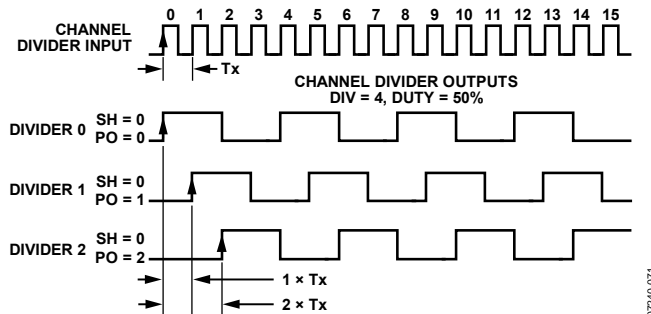 0 1 2 3 4 5 6 7 8 9 10 11 12 13 14 15
CHANNEL
DIVIDER INPUT
Tx
CHANNEL DIVIDER OUTPUTS
DIV = 4, DUTY = 50%
DIVIDER 0 SH = 0
PO = 0
DIVIDER 1 SH = 0
PO = 1
DIVIDER 2 SH = 0
PO = 2
1 × Tx
2 × Tx
07240-071